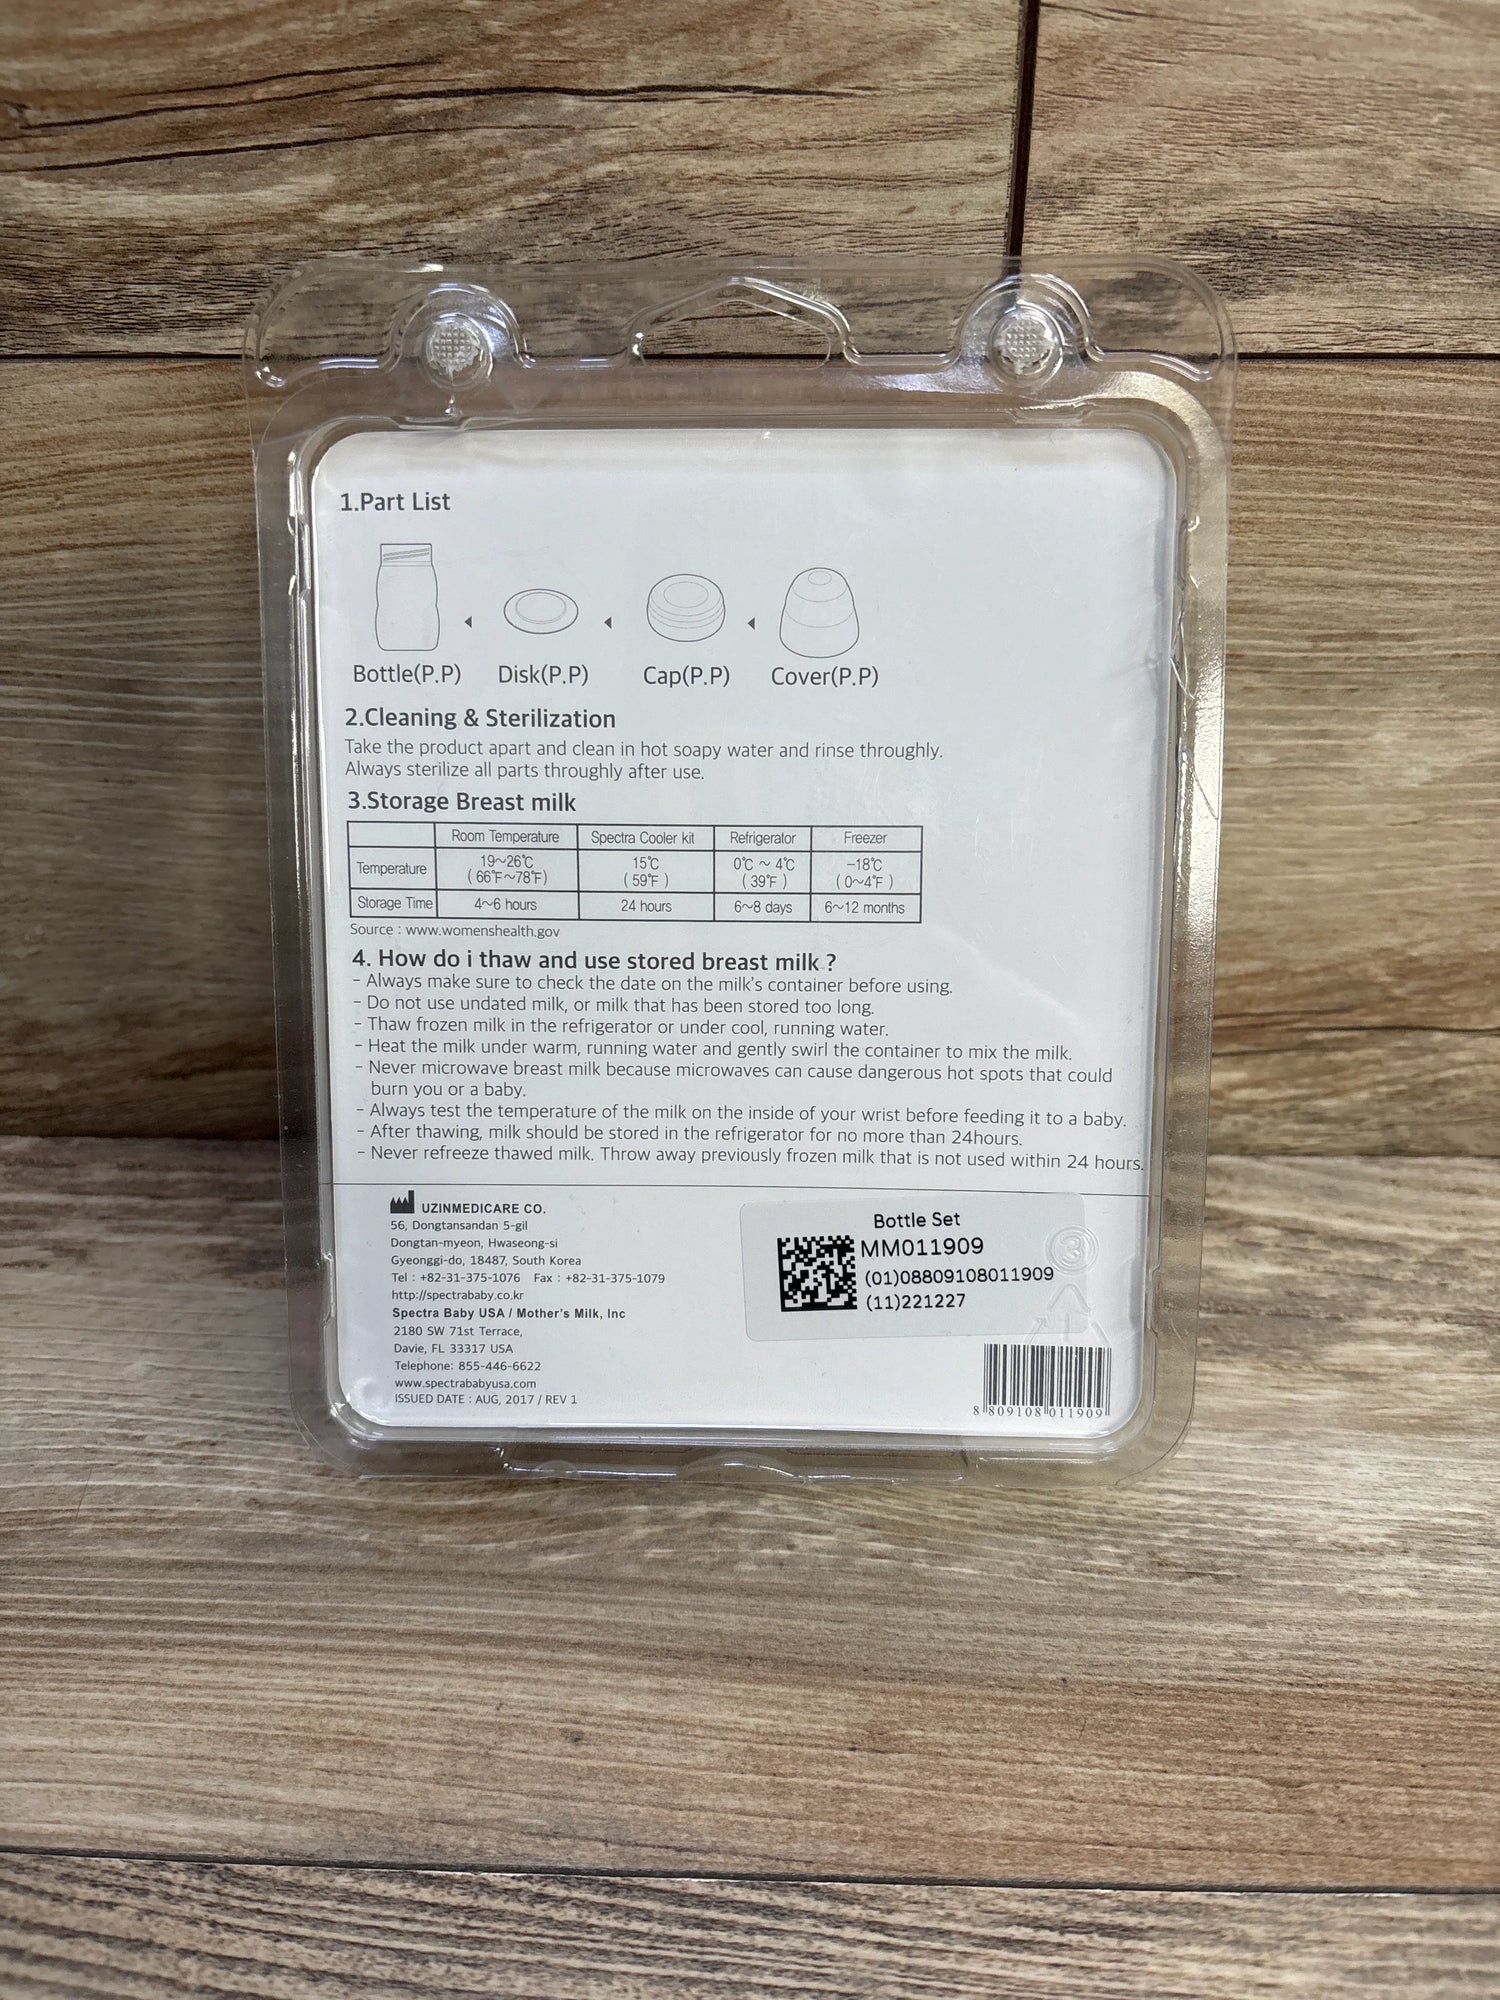 1.Part List
Bottle(P.P) Disk(P.P) Cap(P.P) Cover(P.P)
2.Cleaning & Sterilization
Take the product apart and clean in hot soapy water and rinse throughly.
Always sterilize all parts throughly after use.
3.Storage Breast milk
Room Temperature Spectra Cooler kit Refrigerator Freezer
Temperature 19~26℃ 15℃ 0℃ ~ 4℃ -18℃
( 66℉~78℉) ( 59℉ ) ( 39℉ ) ( 0~4℉ )
Storage Time 4~6 hours 24 hours 6~8 days 6~12 months
Source : www.womenshealth.gov
4. How do i thaw and use stored breast milk ?
- Always make sure to check the date on the milk's container before using.
- Do not use undated milk, or milk that has been stored too long.
- Thaw frozen milk in the refrigerator or under cool, running water.
- Heat the milk under warm, running water and gently swirl the container to mix the milk.
- Never microwave breast milk because microwaves can cause dangerous hot spots that could
burn you or a baby.
- Always test the temperature of the milk on the inside of your wrist before feeding it to a baby.
- After thawing, milk should be stored in the refrigerator for no more than 24hours.
- Never refreeze thawed milk. Throw away previously frozen milk that is not used within 24 hours.
UZINMEDICARE CO.
56, Dongtansandan 5-gil
Dongtan-myeon, Hwaseong-si
Gyeonggi-do, 18487, South Korea
Tel : +82-31-375-1076 Fax : +82-31-375-1079
http://spectrababy.co.kr
Spectra Baby USA / Mother's Milk, Inc
2180 SW 71st Terrace,
Davie, FL 33317 USA
Telephone: 855-446-6622
www.spectrababyusa.com
ISSUED DATE : AUG, 2017 / REV 1
Bottle Set
MM011909
(01)08809108011909
(11)221227
3
1
8 809108 011909